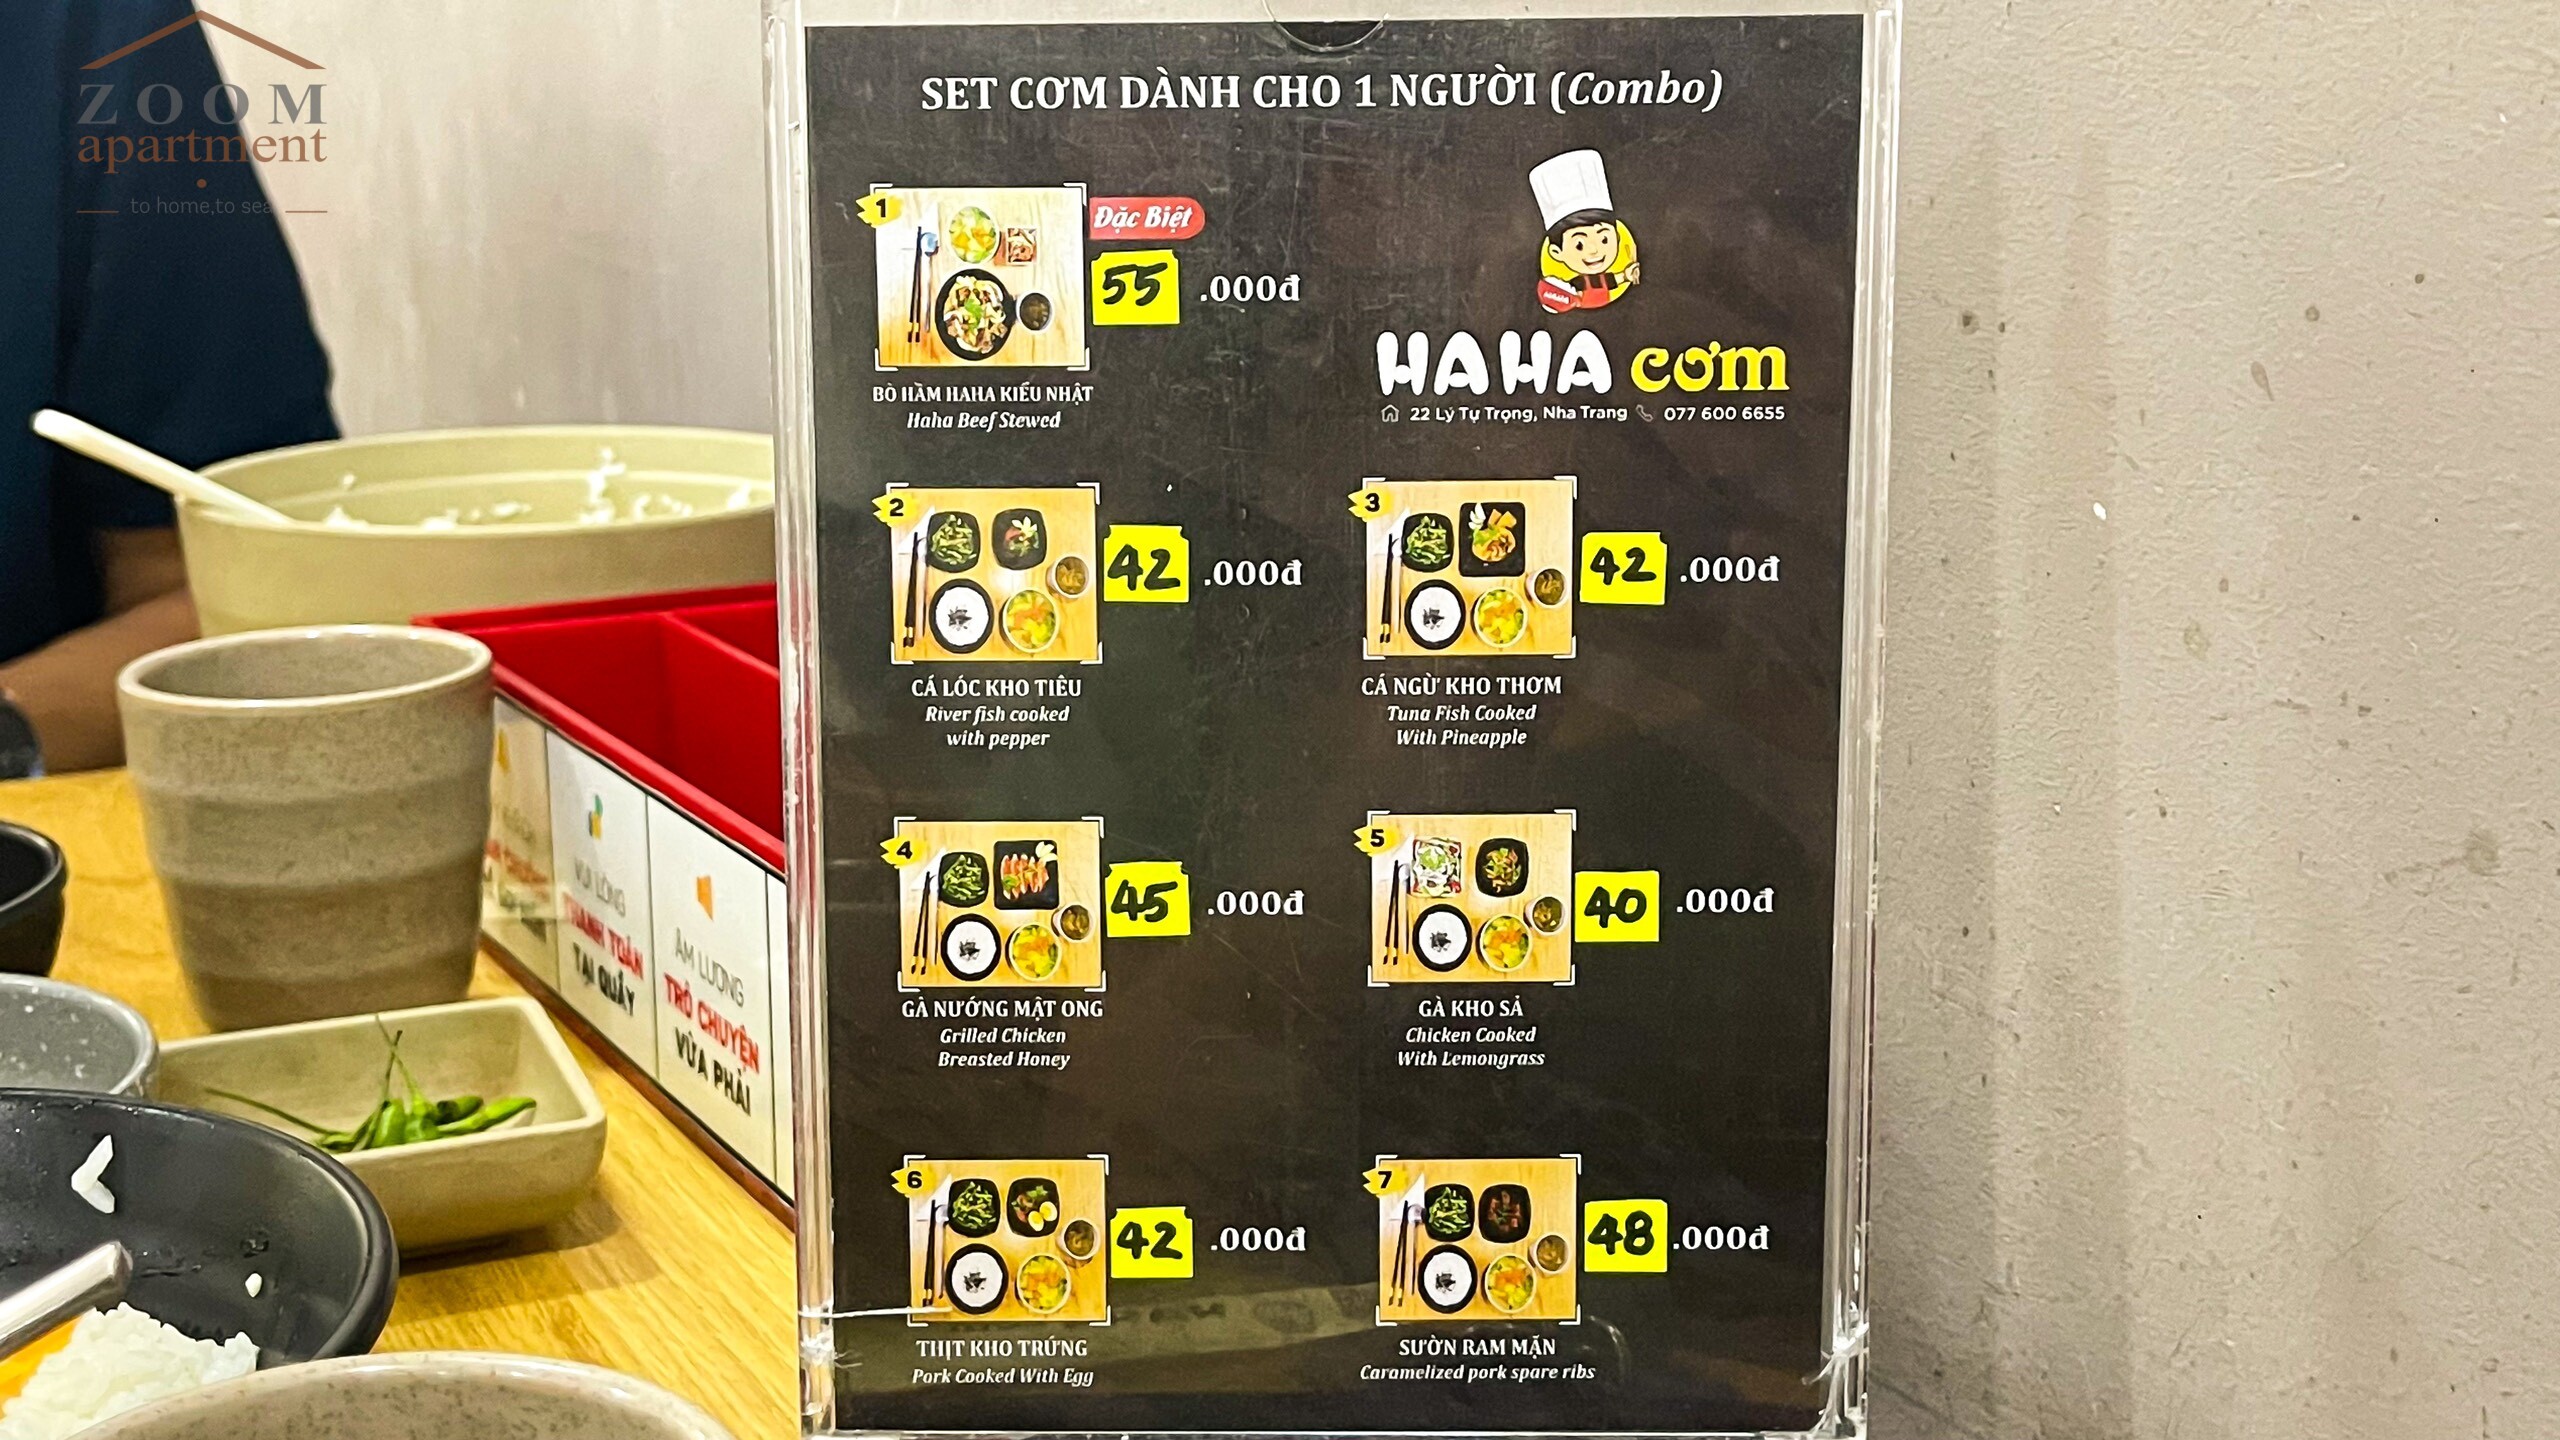 ZOOM
apartment
to home,to sea
SET CƠM DÀNH CHO 1 NGƯỜI (Combo)
1
Đặc Biệt
55 .000đ
BÒ HẦM HAHA KIỂU NHẬT
Haha Beef Stewed
HAHA
HAHA cơm
22 Lý Tự Trọng, Nha Trang 077 600 6655
2
42 .000đ
CÁ LÓC KHO TIÊU
River fish cooked
with pepper
3
42 .000đ
CÁ NGỪ KHO THƠM
Tuna Fish Cooked
With Pineapple
4
45 .000đ
GÀ NƯỚNG MẬT ONG
Grilled Chicken
Breasted Honey
5
40 .000đ
GÀ KHO SẢ
Chicken Cooked
With Lemongrass
6
42 .000đ
THỊT KHO TRỨNG
Pork Cooked With Egg
7
48 .000đ
SƯỜN RAM MẶN
Caramelized pork spare ribs
VUI LÒNG
THANH TOÁN
TẠI QUẦY
ÂM LƯỢNG
TRÒ CHUYỆN
VỪA PHẢI